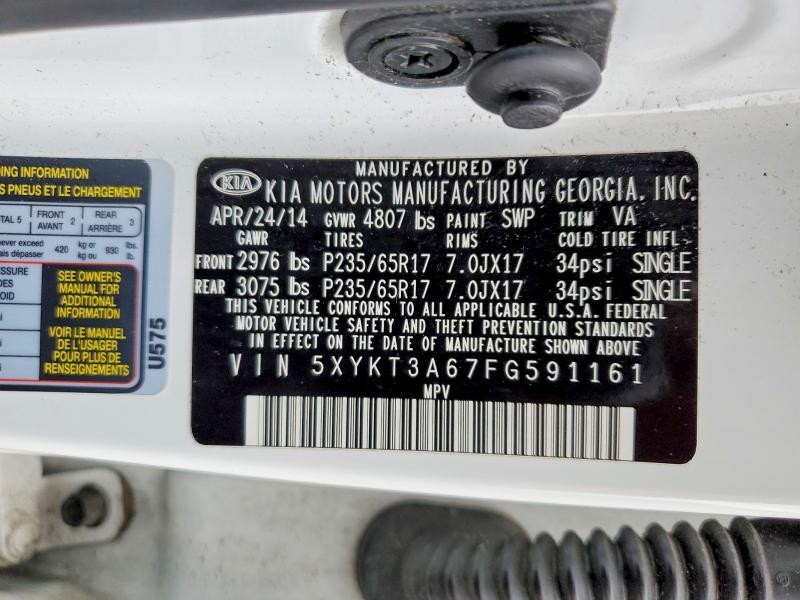 DING INFORMATION
S PNEUS ET LE CHARGEMENT
TOTAL 5 FRONT AVANT 2 REAR ARRIÈRE 3
never exceed
ais dépasser 420 kg or kg ou 930 lbs. lb.
SEE OWNER'S
MANUAL FOR
ADDITIONAL
INFORMATION
VOIR LE MANUEL
DE L'USAGER
POUR PLUS DE
RENSEIGNEMENTS
U575
MANUFACTURED BY
KIA KIA MOTORS MANUFACTURING GEORGIA, INC.
APR/24/14 GVWR 4807 lbs PAINT SWP TRIM VA
GAWR TIRES RIMS COLD TIRE INFL
FRONT 2976 lbs P235/65R17 7.0JX17 34psi SINGLE
REAR 3075 lbs P235/65R17 7.0JX17 34psi SINGLE
THIS VEHICLE CONFORMS TO ALL APPLICABLE U.S.A. FEDERAL
MOTOR VEHICLE SAFETY AND THEFT PREVENTION STANDARDS
IN EFFECT ON THE DATE OF MANUFACTURE SHOWN ABOVE.
VIN 5XYKT3A67FG591161
MPV